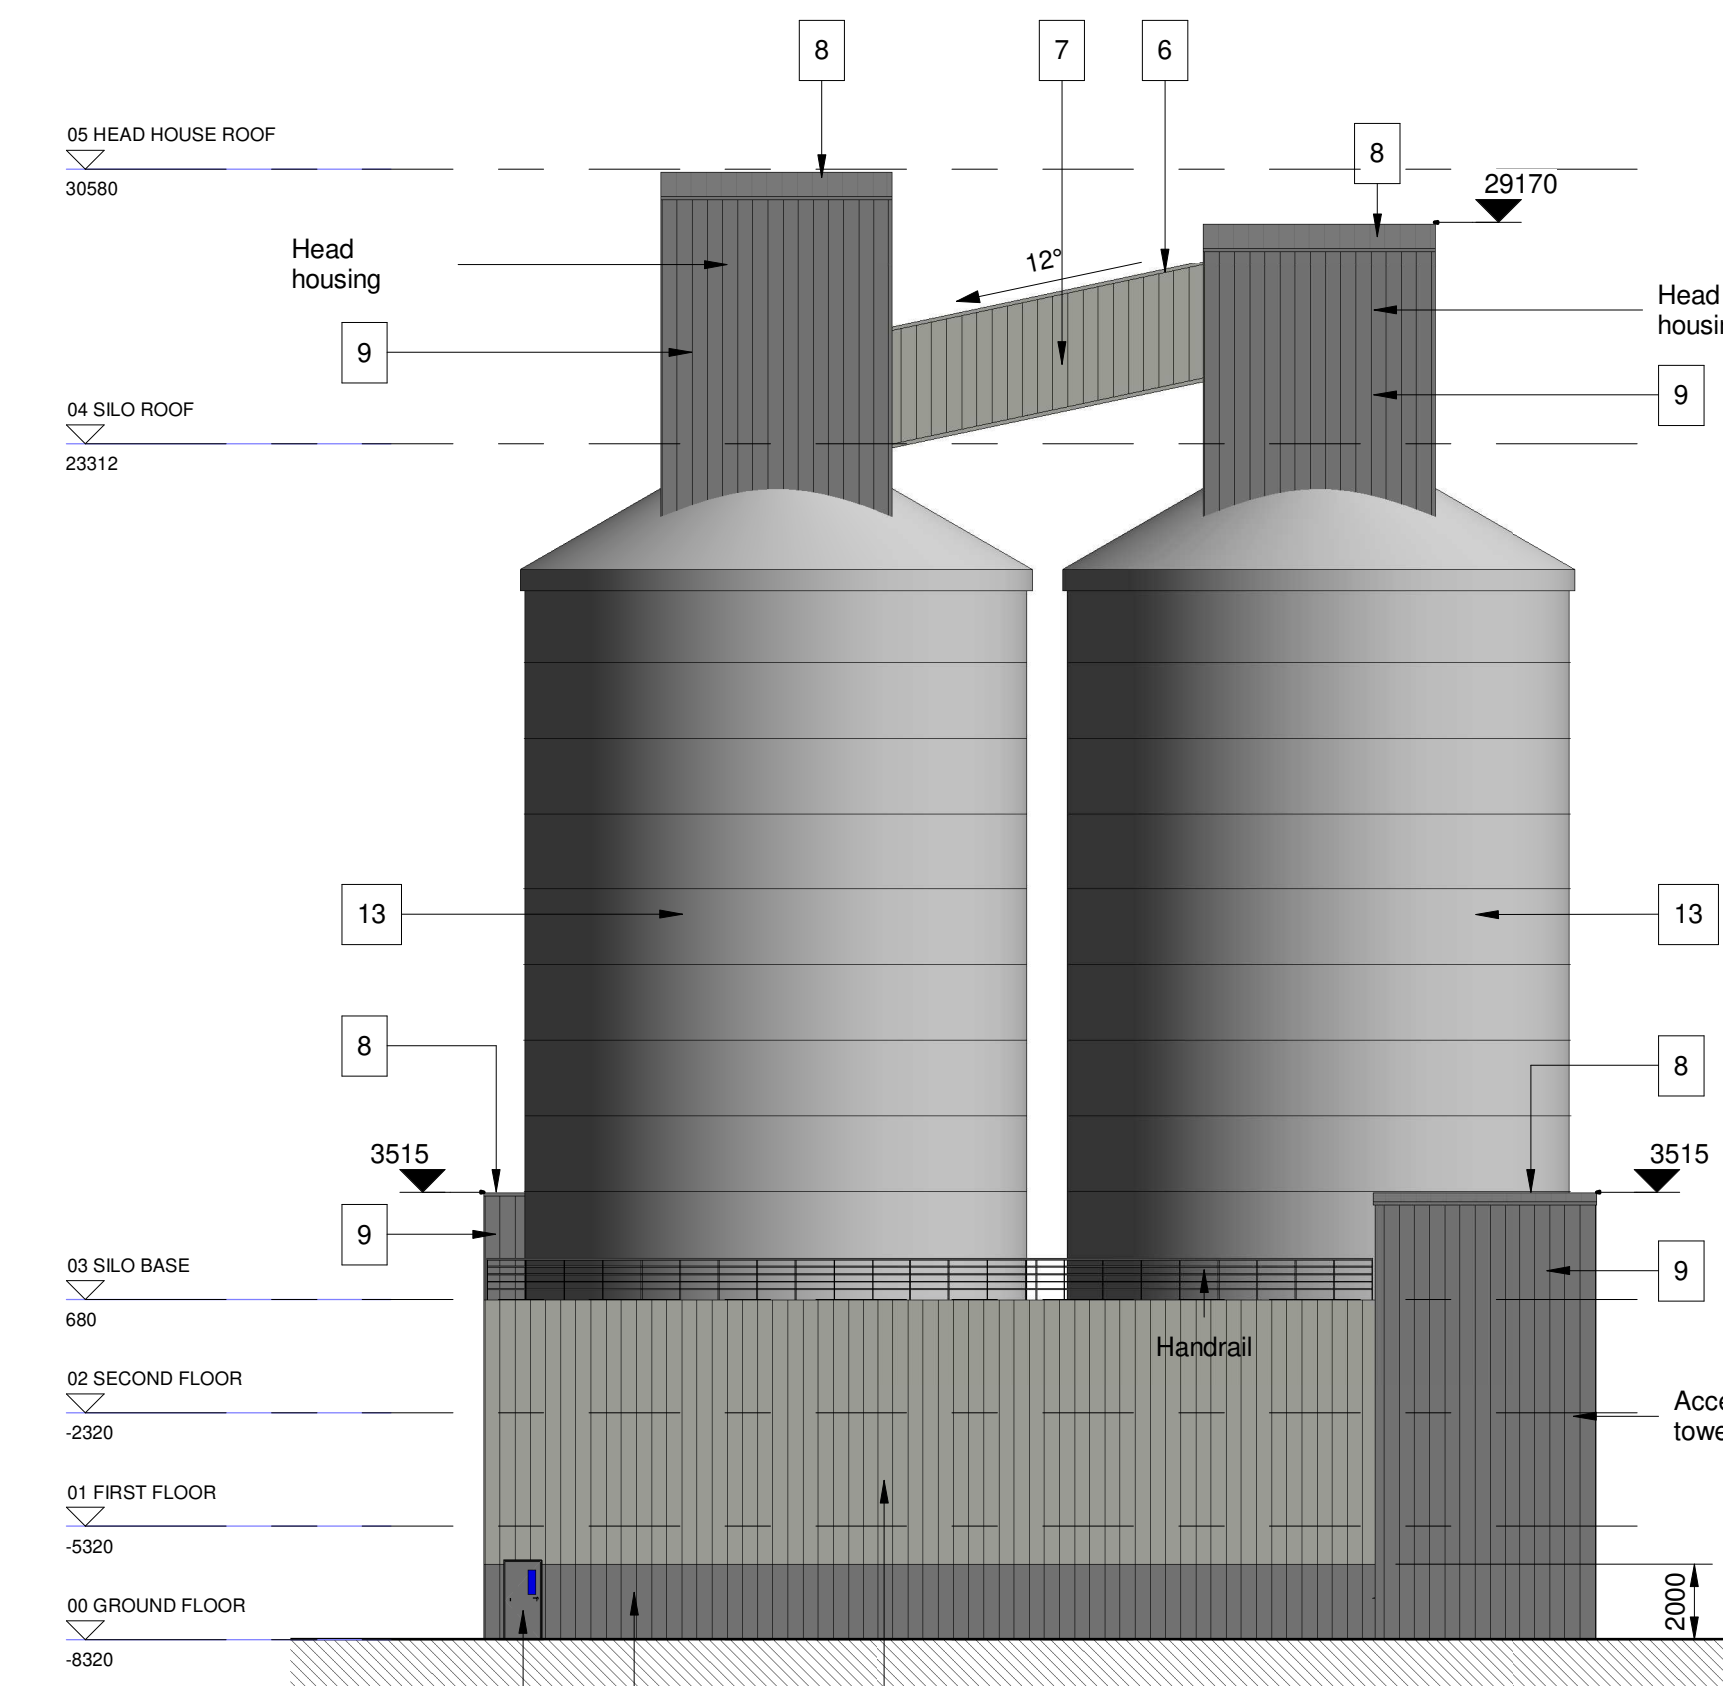 8
7
6
05 HEAD HOUSE ROOF
30580
8
29170
Head
housing
12°
Head
9
9
04 SILO ROOF
23312
13
13
8
8
3515
3515
9
9
03 SILO BASE
680
Handrail
02 SECOND FLOOR
-2320
01 FIRST FLOOR
-5320
00 GROUND FLOOR
-8320
2000